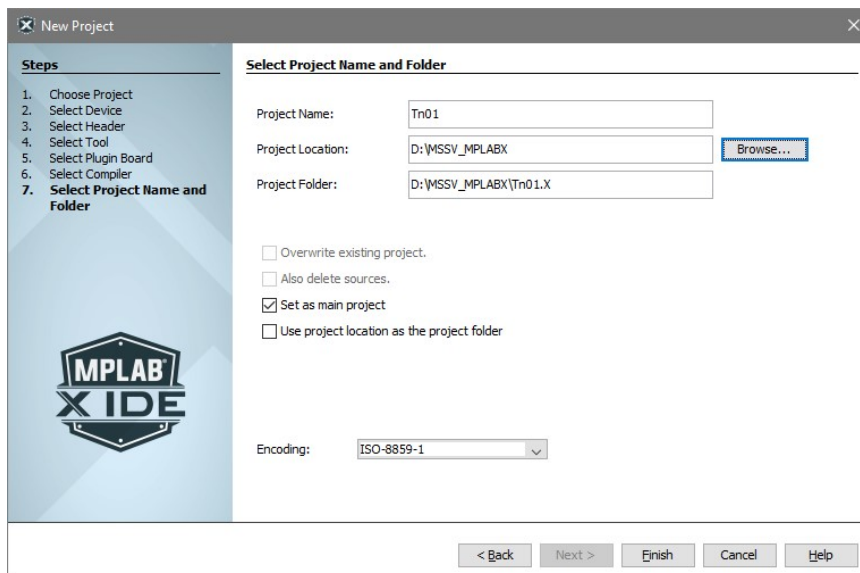 New Project
Steps
1. Choose Project
2. Select Device
3. Select Header
4. Select Tool
5. Select Plugin Board
6. Select Compiler
7. Select Project Name and
Folder
MPLAB®
X IDE
Select Project Name and Folder
Project Name: Tn01
Project Location: D:\MSSV_MPLABX Browse...
Project Folder: D:\MSSV_MPLABX\Tn01.X
Overwrite existing project.
Also delete sources.
Set as main project
Use project location as the project folder
Encoding: ISO-8859-1
< Back Next > Finish Cancel Help